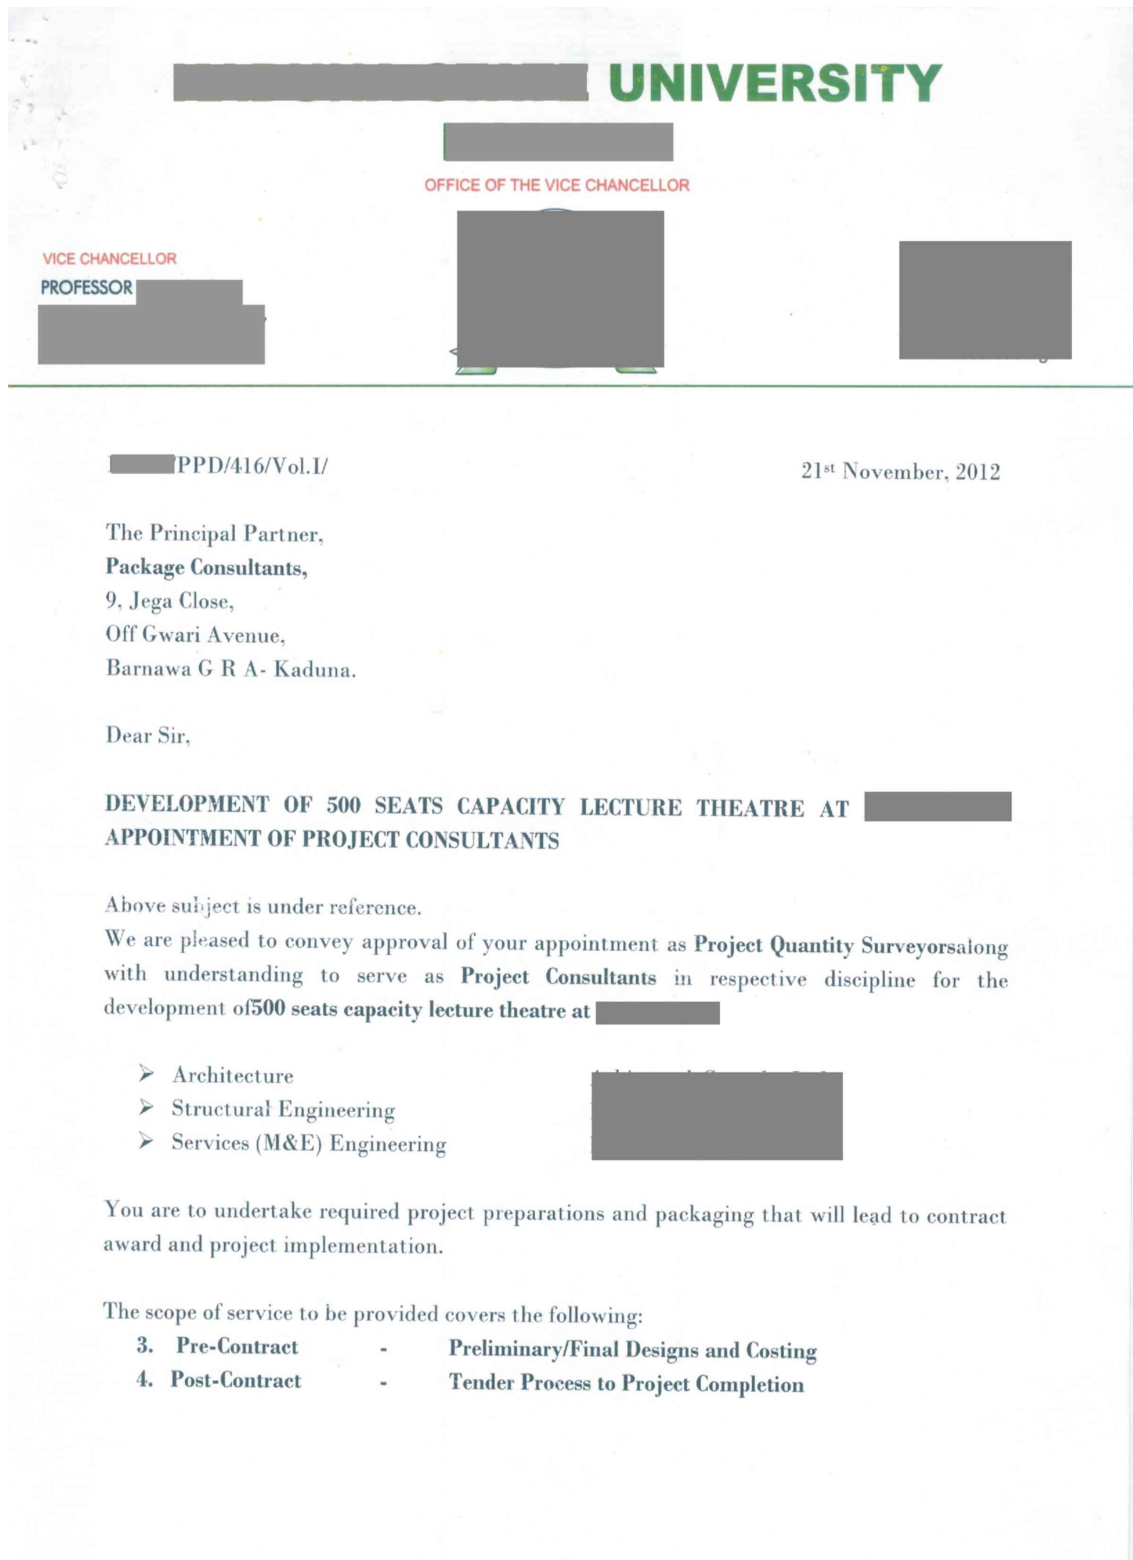 UNIVERSITY
OFFICE OF THE VICE CHANCELLOR
VICE CHANCELLOR
PROFESSOR
/PPD/416/Vol.I/
21st November, 2012
The Principal Partner,
Package Consultants,
9, Jega Close,
Off Gwari Avenue,
Barnawa G R A- Kaduna.
Dear Sir,
DEVELOPMENT OF 500 SEATS CAPACITY LECTURE THEATRE AT
APPOINTMENT OF PROJECT CONSULTANTS
Above subject is under reference.
We are pleased to convey approval of your appointment as Project Quantity Surveyorsalong
with understanding to serve as Project Consultants in respective discipline for the
development of500 seats capacity lecture theatre at
➢ Architecture
➢ Structural Engineering
➢ Services (M&E) Engineering
You are to undertake required project preparations and packaging that will lead to contract
award and project implementation.
The scope of service to be provided covers the following:
3. Pre-Contract - Preliminary/Final Designs and Costing
4. Post-Contract - Tender Process to Project Completion